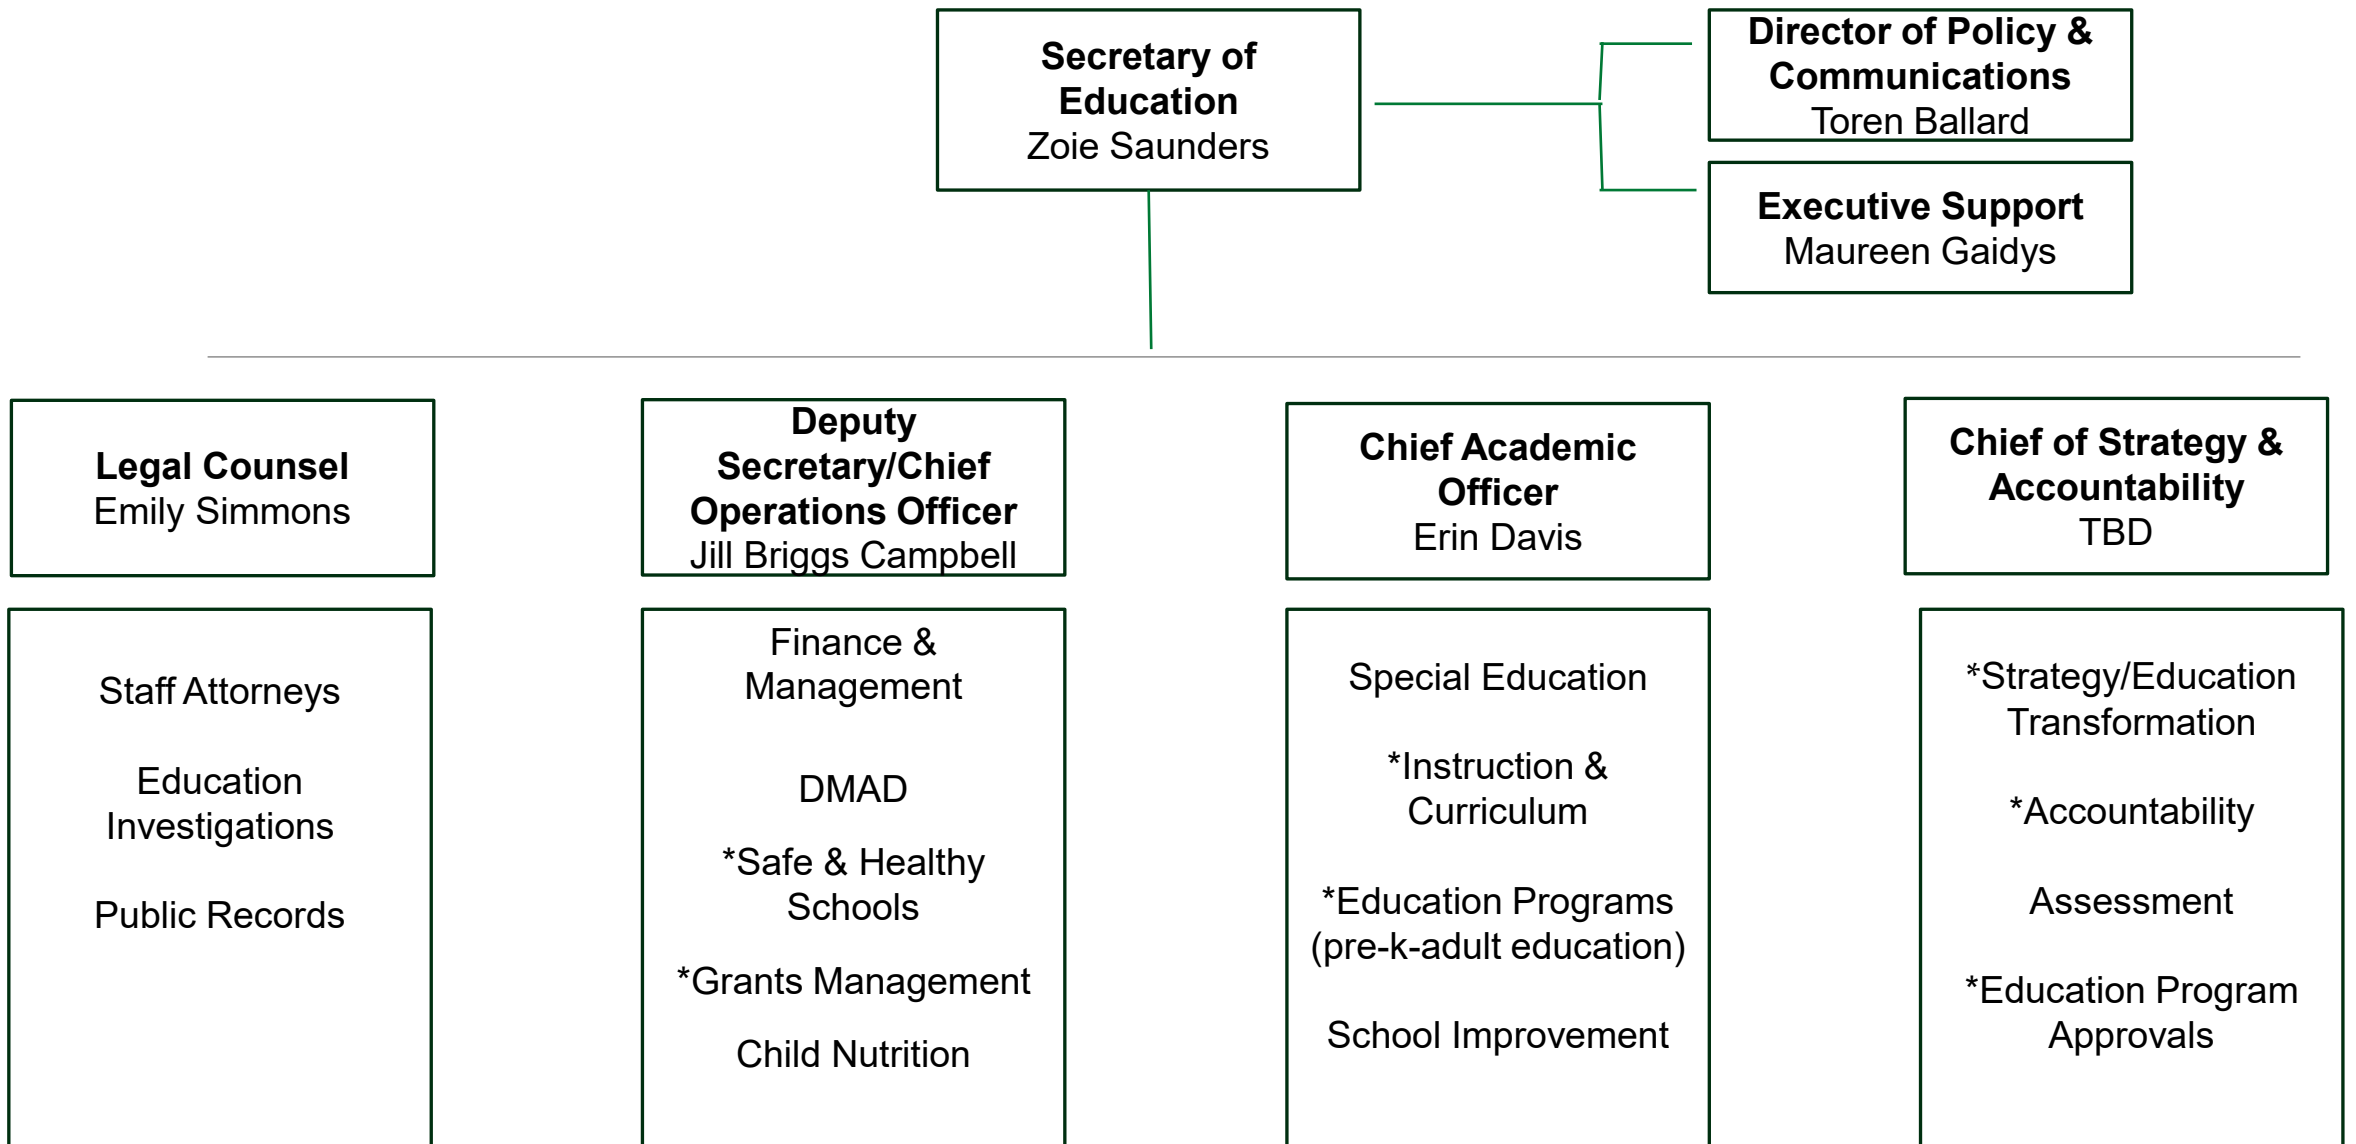 Secretary of
Education
Zoie Saunders
Director of Policy &
Communications
Toren Ballard
Executive Support
Maureen Gaidys
Legal Counsel
Emily Simmons
Deputy
Secretary/Chief
Operations Officer
Jill Briggs Campbell
Chief Academic
Officer
Erin Davis
Chief of Strategy &
Accountability
TBD
Staff Attorneys
Education
Investigations
Public Records
Finance &
Management
DMAD
*Safe & Healthy
Schools
*Grants Management
Child Nutrition
Special Education
*Instruction &
Curriculum
*Education Programs
(pre-k-adult education)
School Improvement
*Strategy/Education
Transformation
*Accountability
Assessment
*Education Program
Approvals